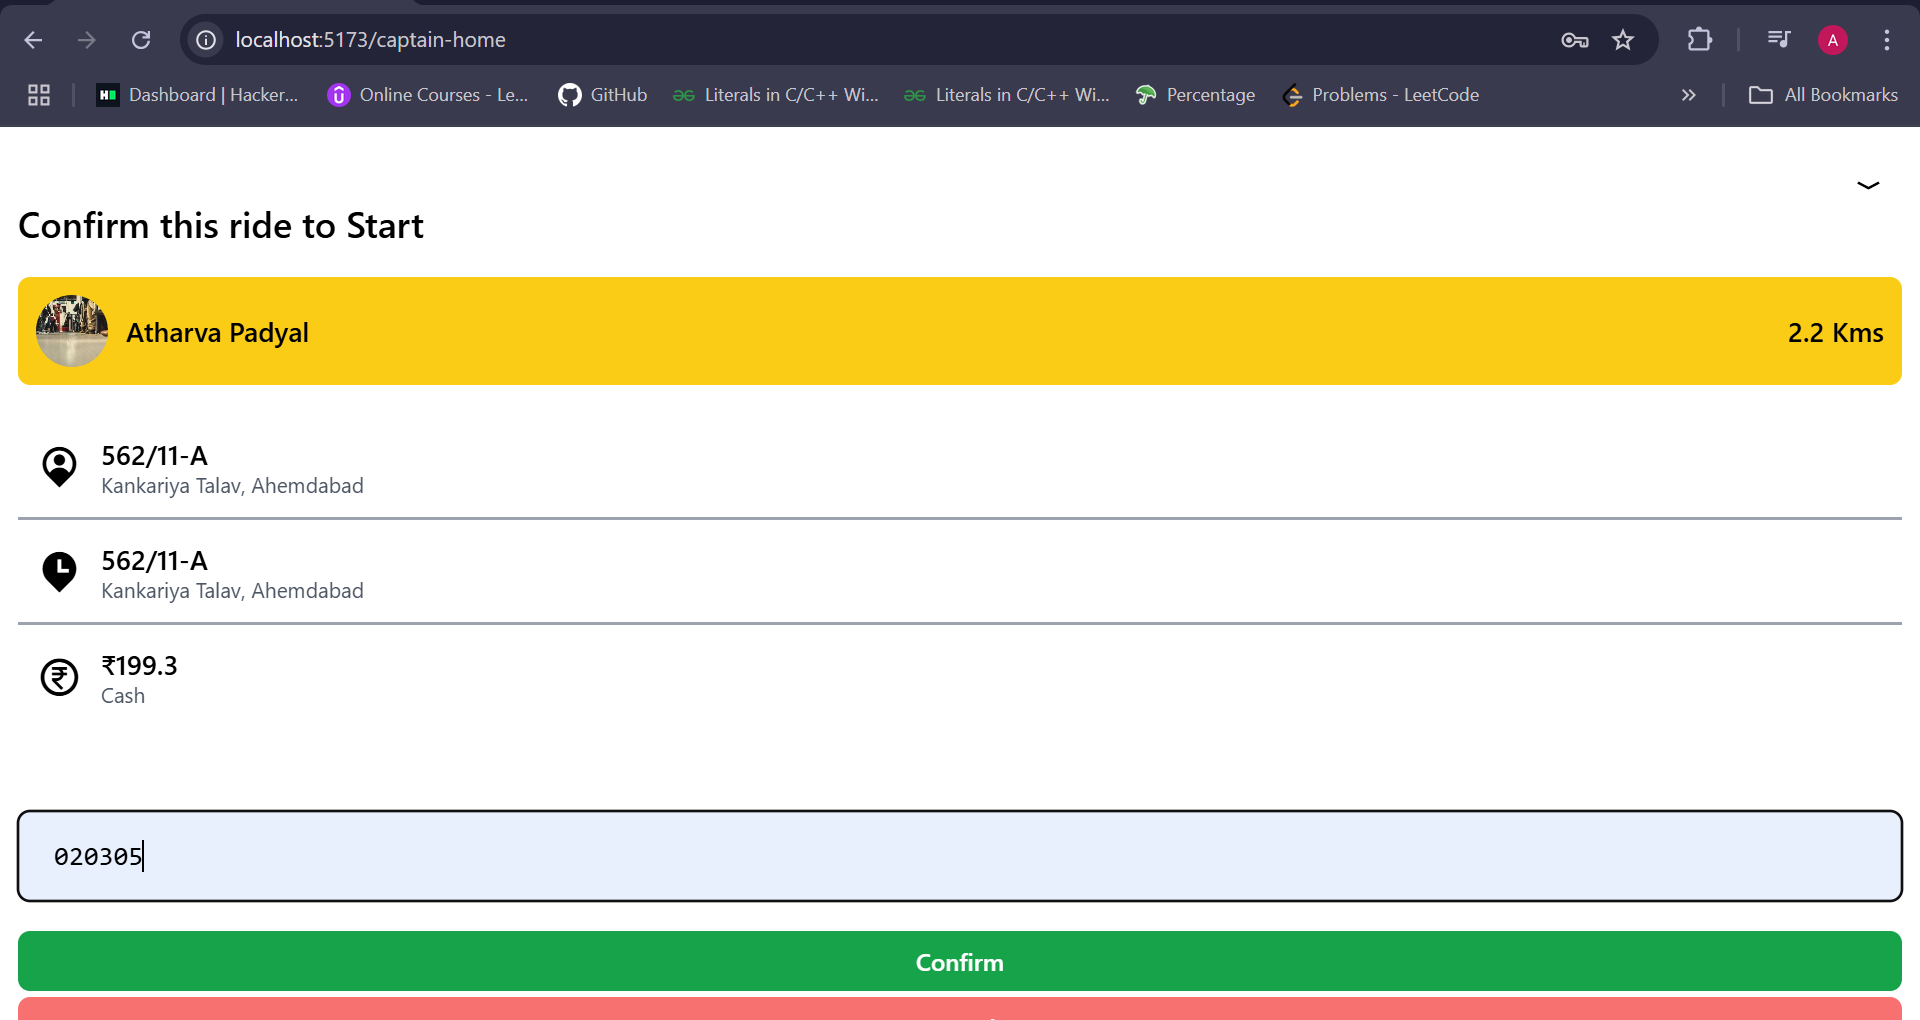 localhost:5173/captain-home
A
Dashboard | Hacker...
Online Courses - Le...
GitHub
Literals in C/C++ Wi...
Literals in C/C++ Wi...
Percentage
Problems - LeetCode
»
All Bookmarks
Confirm this ride to Start
Atharva Padyal
2.2 Kms
562/11-A
Kankariya Talav, Ahemdabad
562/11-A
Kankariya Talav, Ahemdabad
₹199.3
Cash
020305
Confirm